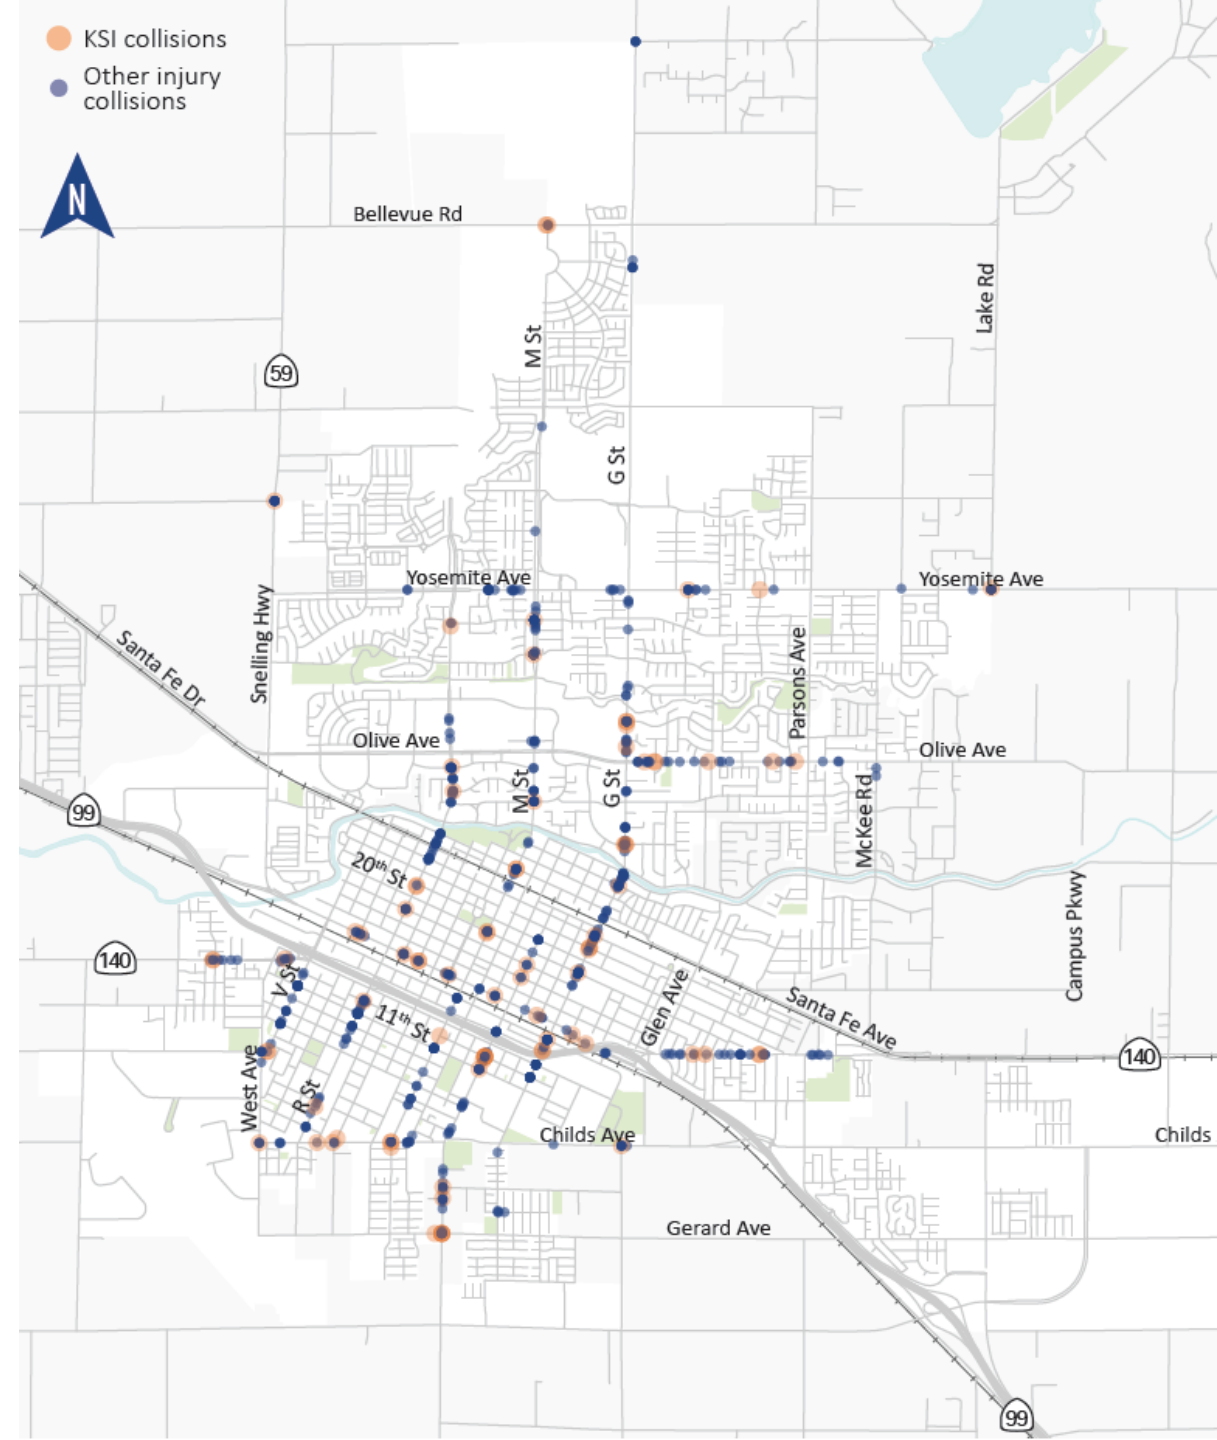 KSI collisions
Other injury
collisions
N
Bellevue Rd
Lake Rd
M St
59
G St
Yosemite Ave
Yosemite Ave
Snelling Hwy
Santa Fe Dr
Parsons Ave
Olive Ave
Olive Ave
M St
G St
McKee Rd
99
20th St
Campus Pkwy
140
V St
11th St
Glen Ave
Santa Fe Ave
140
West Ave
R St
Childs Ave
Childs
Gerard Ave
99